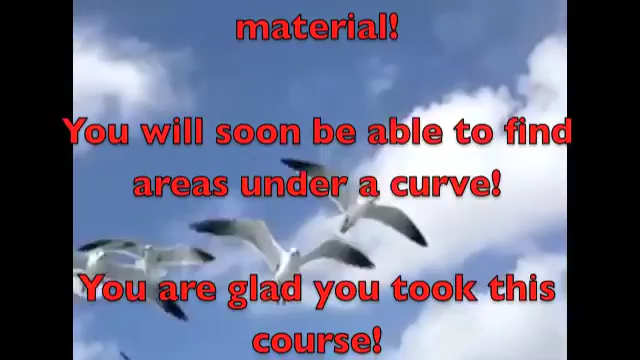 material!
You will soon be able to find
areas under a curve!
You are glad you took this
course!